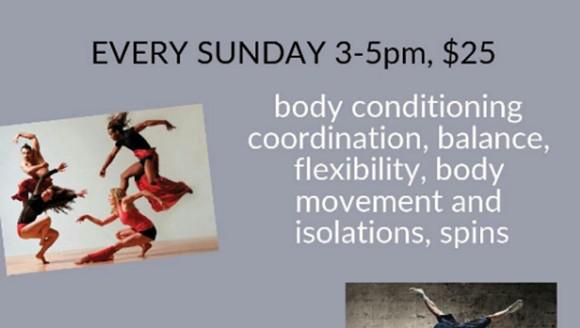 EVERY SUNDAY 3-5pm, $25
body conditioning
coordination, balance,
flexibility, body
movement and
isolations, spins